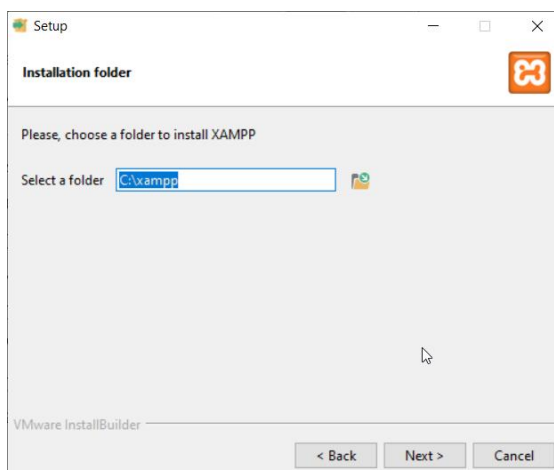 Setup
Installation folder
Please, choose a folder to install XAMPP
Select a folder C:\xampp
VMware InstallBuilder
< Back Next > Cancel